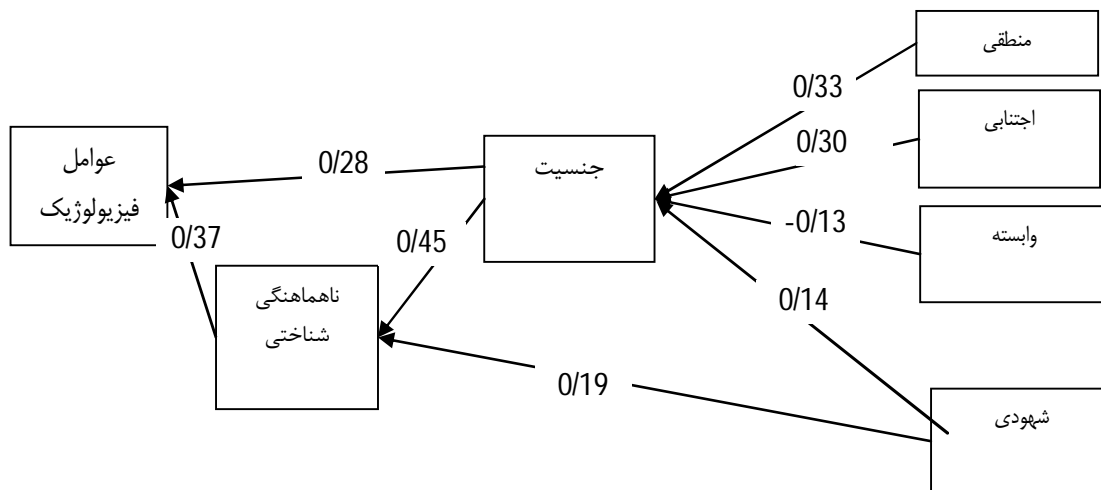 منطقی
0/33
اجتنابی
0/30
جنسیت
0/28
عوامل
فیزیولوژیک
-0/13
وابسته
0/45
0/37
ناهماهنگی
شناختی
0/14
0/19
شهودی